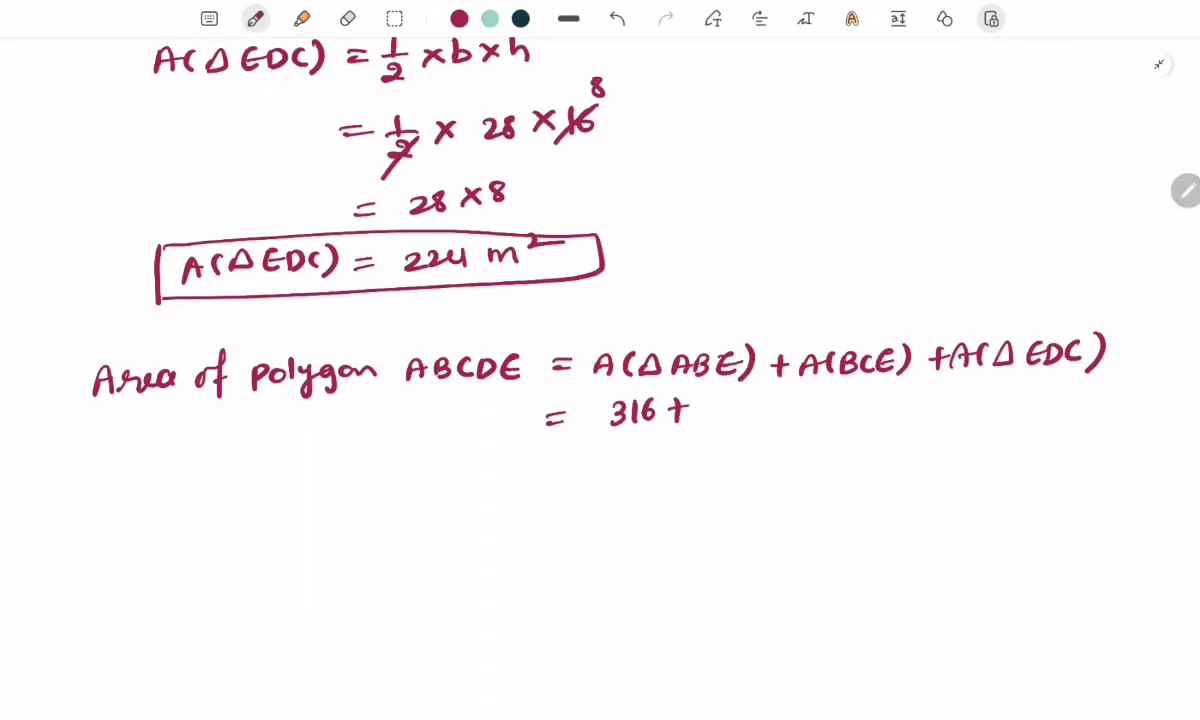 A(Δ EDC) = 1/2 × b × h
= 1/2 × 28 × 16 8
= 28 × 8
A(Δ EDC) = 224 m²
Area of polygon ABCDE = A(Δ ABE) + A(BCE) + A(Δ EDC)
= 316 +